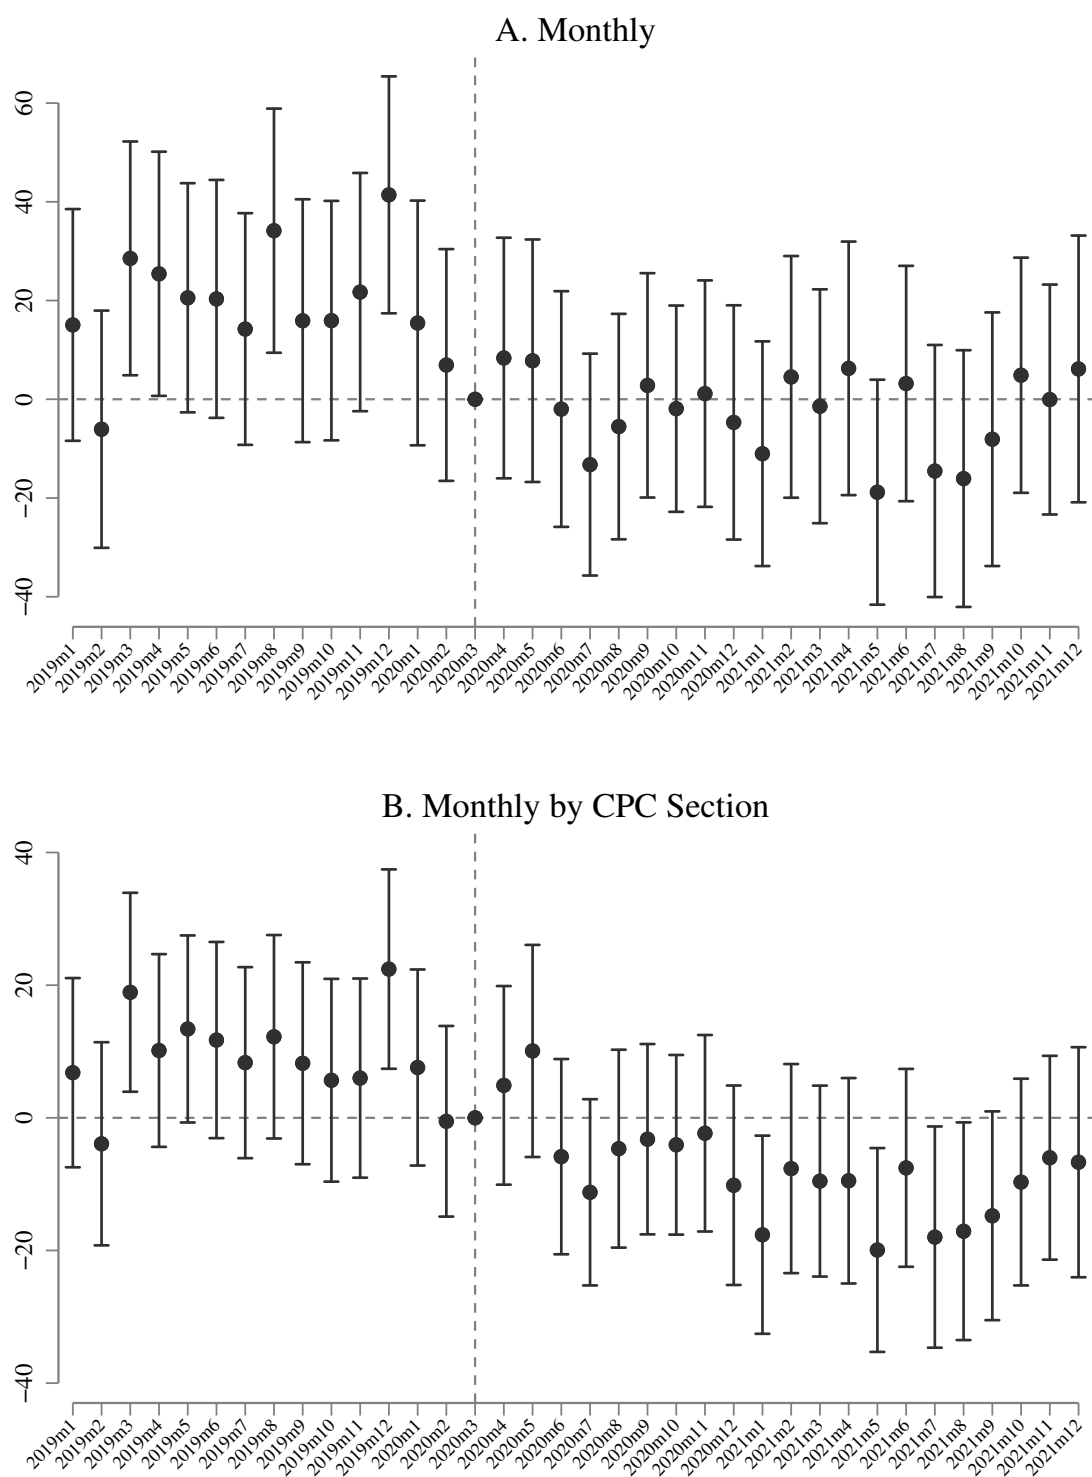 A. Monthly
60
40
20
0
−20
−40
2019m1
2019m2
2019m3
2019m4
2019m5
2019m6
2019m7
2019m8
2019m9
2019m10
2019m11
2019m12
2020m1
2020m2
2020m3
2020m4
2020m5
2020m6
2020m7
2020m8
2020m9
2020m10
2020m11
2020m12
2021m1
2021m2
2021m3
2021m4
2021m5
2021m6
2021m7
2021m8
2021m9
2021m10
2021m11
2021m12
B. Monthly by CPC Section
40
20
0
−20
−40
2019m1
2019m2
2019m3
2019m4
2019m5
2019m6
2019m7
2019m8
2019m9
2019m10
2019m11
2019m12
2020m1
2020m2
2020m3
2020m4
2020m5
2020m6
2020m7
2020m8
2020m9
2020m10
2020m11
2020m12
2021m1
2021m2
2021m3
2021m4
2021m5
2021m6
2021m7
2021m8
2021m9
2021m10
2021m11
2021m12